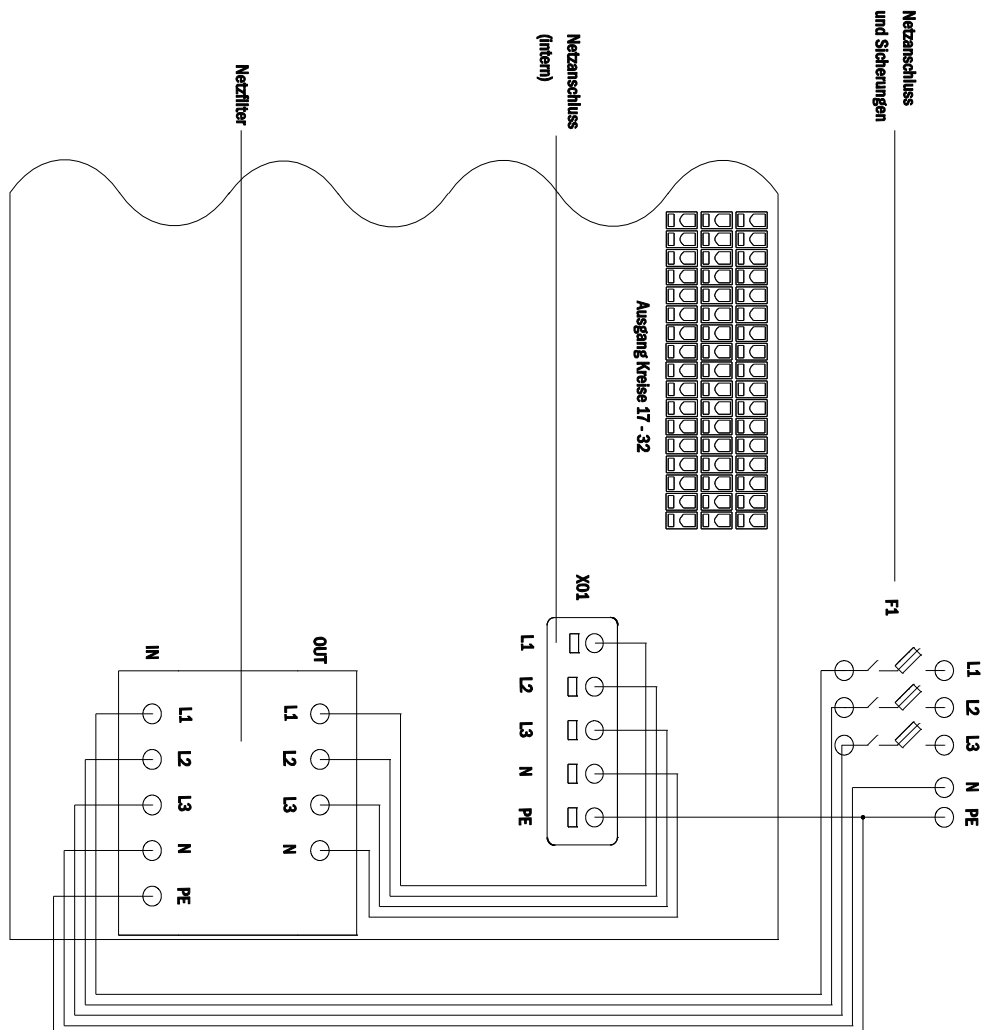 Netzanschluss
und Sicherungen
Netzanschluss
(intern)
Netzfilter
Ausgang Kreise 17 - 32
F1
L1
L2
L3
N
PE
X01
L1
L2
L3
N
PE
OUT
L1
L2
L3
N
IN
L1
L2
L3
N
PE